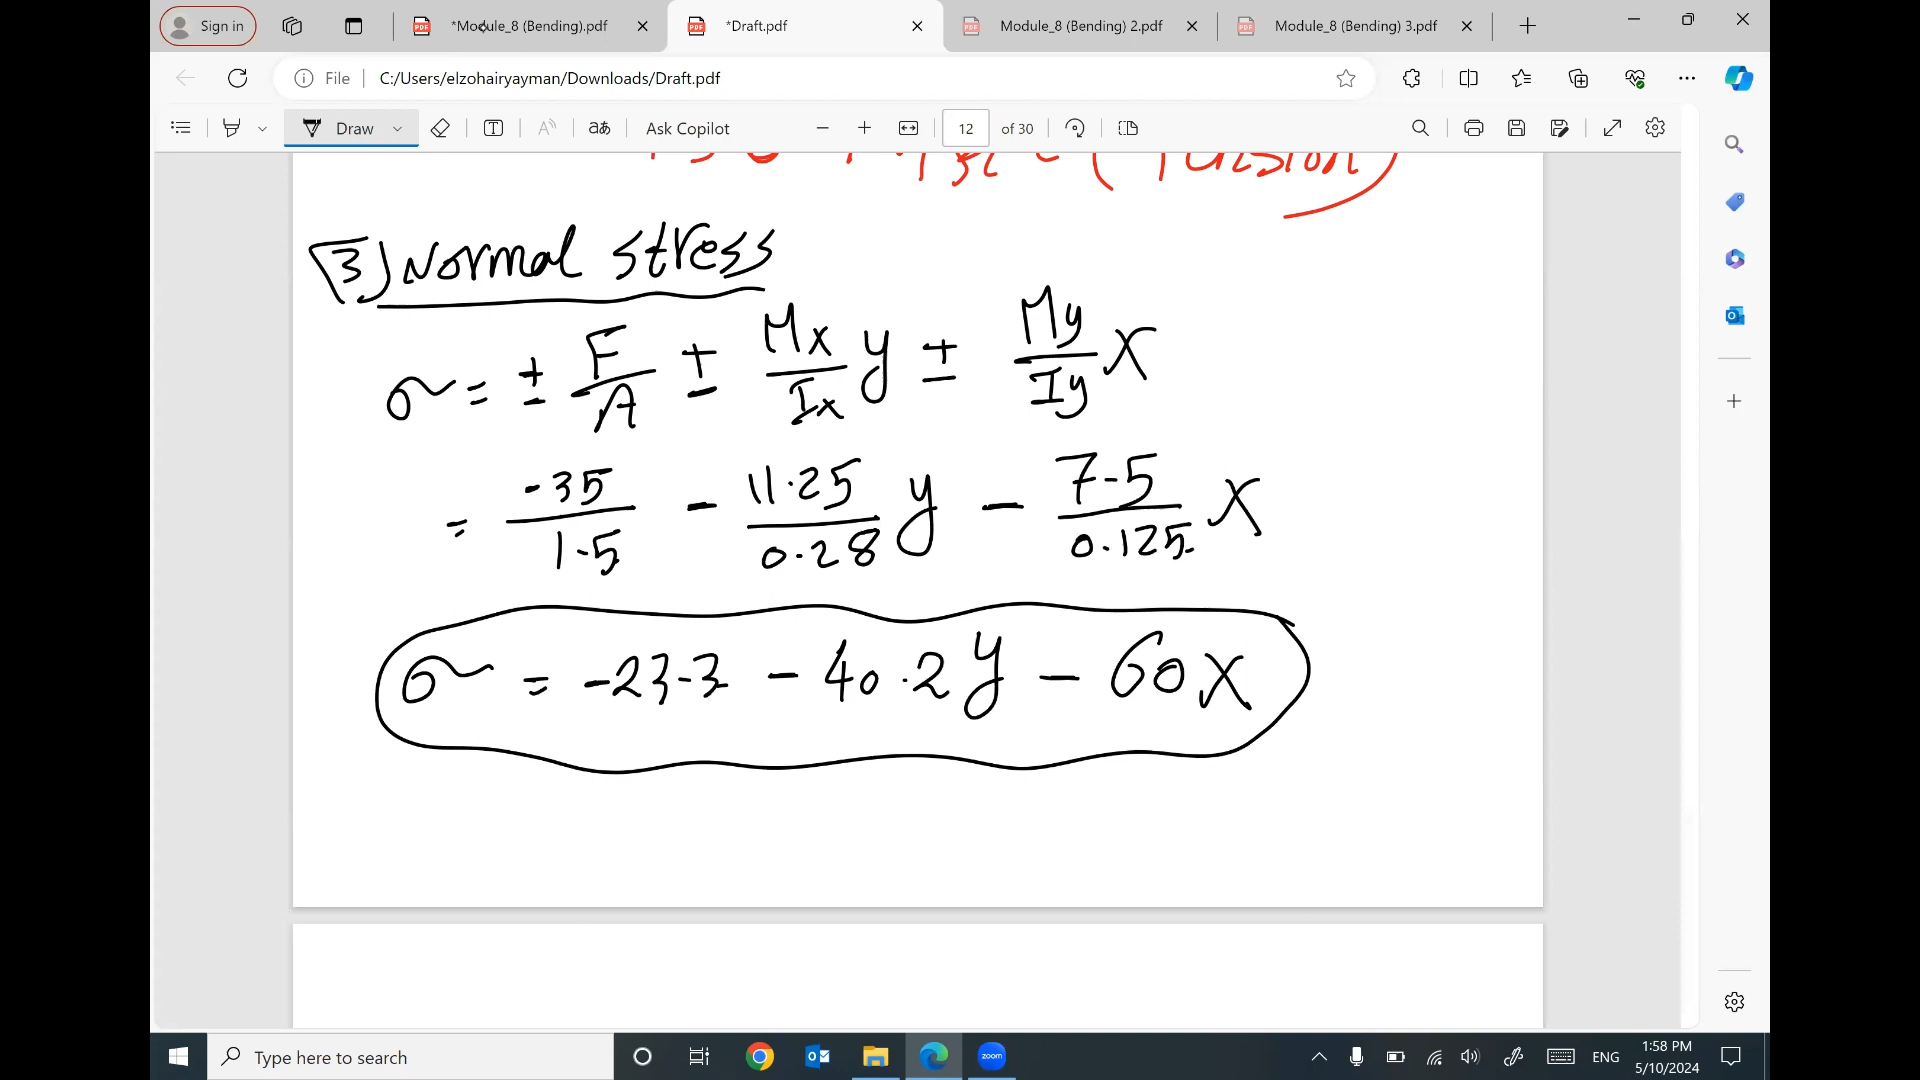 Sign in
*Module_8 (Bending).pdf
*Draft.pdf
Module_8 (Bending) 2.pdf
Module_8 (Bending) 3.pdf
File
C:/Users/elzohairyayman/Downloads/Draft.pdf
Draw
Ask Copilot
12
of 30
(Tension)
3) Normal stress
σ = ± F/A ± Mx/Ix y ± My/Iy x
= -35/1.5 - 11.25/0.28 y - 7.5/0.125 x
σ = -23.3 - 40.2 y - 60 x
Type here to search
zoom
ENG
1:58 PM
5/10/2024